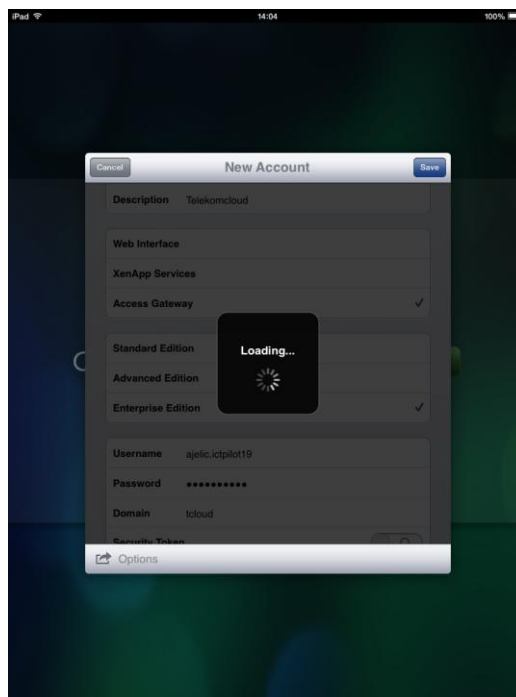 iPad 14:04 100%
Cancel New Account Save
Description Telekomcloud
Web Interface
XenApp Services
Access Gateway
Standard Edition
Loading...
Advanced Edition
Enterprise Edition
Username ajelic.ictpilot19
Password ••••••••••
Domain tcloud
Security Token
Options